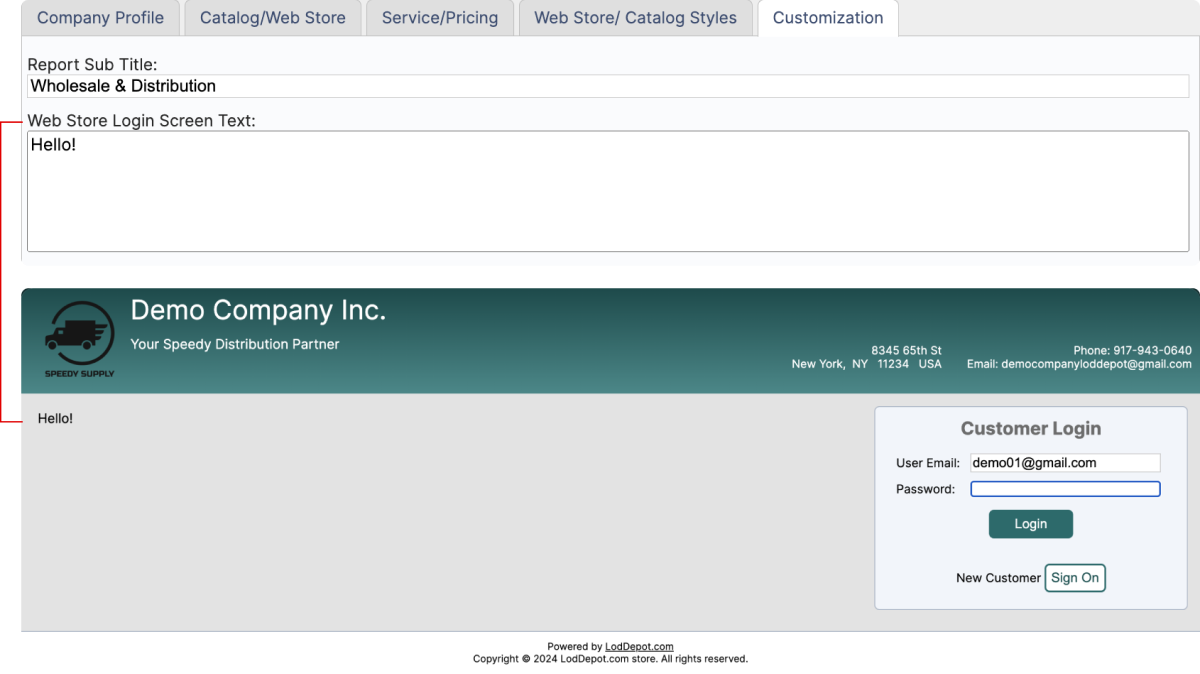 Company Profile Catalog/Web Store Service/Pricing Web Store/ Catalog Styles Customization
Report Sub Title:
Wholesale & Distribution
Web Store Login Screen Text:
Hello!
Demo Company Inc.
Your Speedy Distribution Partner
SPEEDY SUPPLY
8345 65th St
New York, NY 11234 USA
Phone: 917-943-0640
Email: democompanyloddepot@gmail.com
Hello!
Customer Login
User Email: demo01@gmail.com
Password:
Login
New Customer Sign On
Powered by LodDepot.com
Copyright © 2024 LodDepot.com store. All rights reserved.